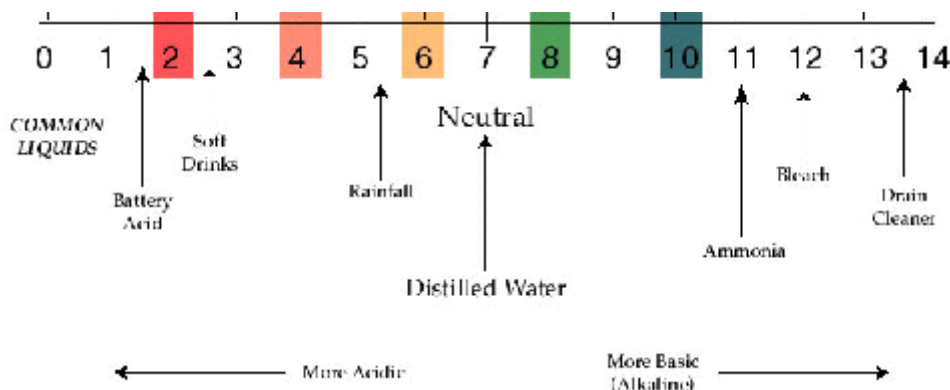 0 1 2 3 4 5 6 7 8 9 10 11 12 13 14
COMMON
LIQUIDS
Battery
Acid
Soft
Drinks
Rainfall
Neutral
Distilled Water
Ammonia
Bleach
Drain
Cleaner
More Acidic
More Basic
(Alkaline)